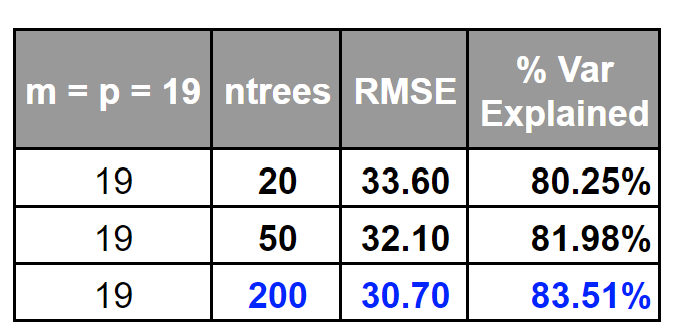 m = p = 19 ntrees RMSE % Var Explained
19 20 33.60 80.25%
19 50 32.10 81.98%
19 200 30.70 83.51%